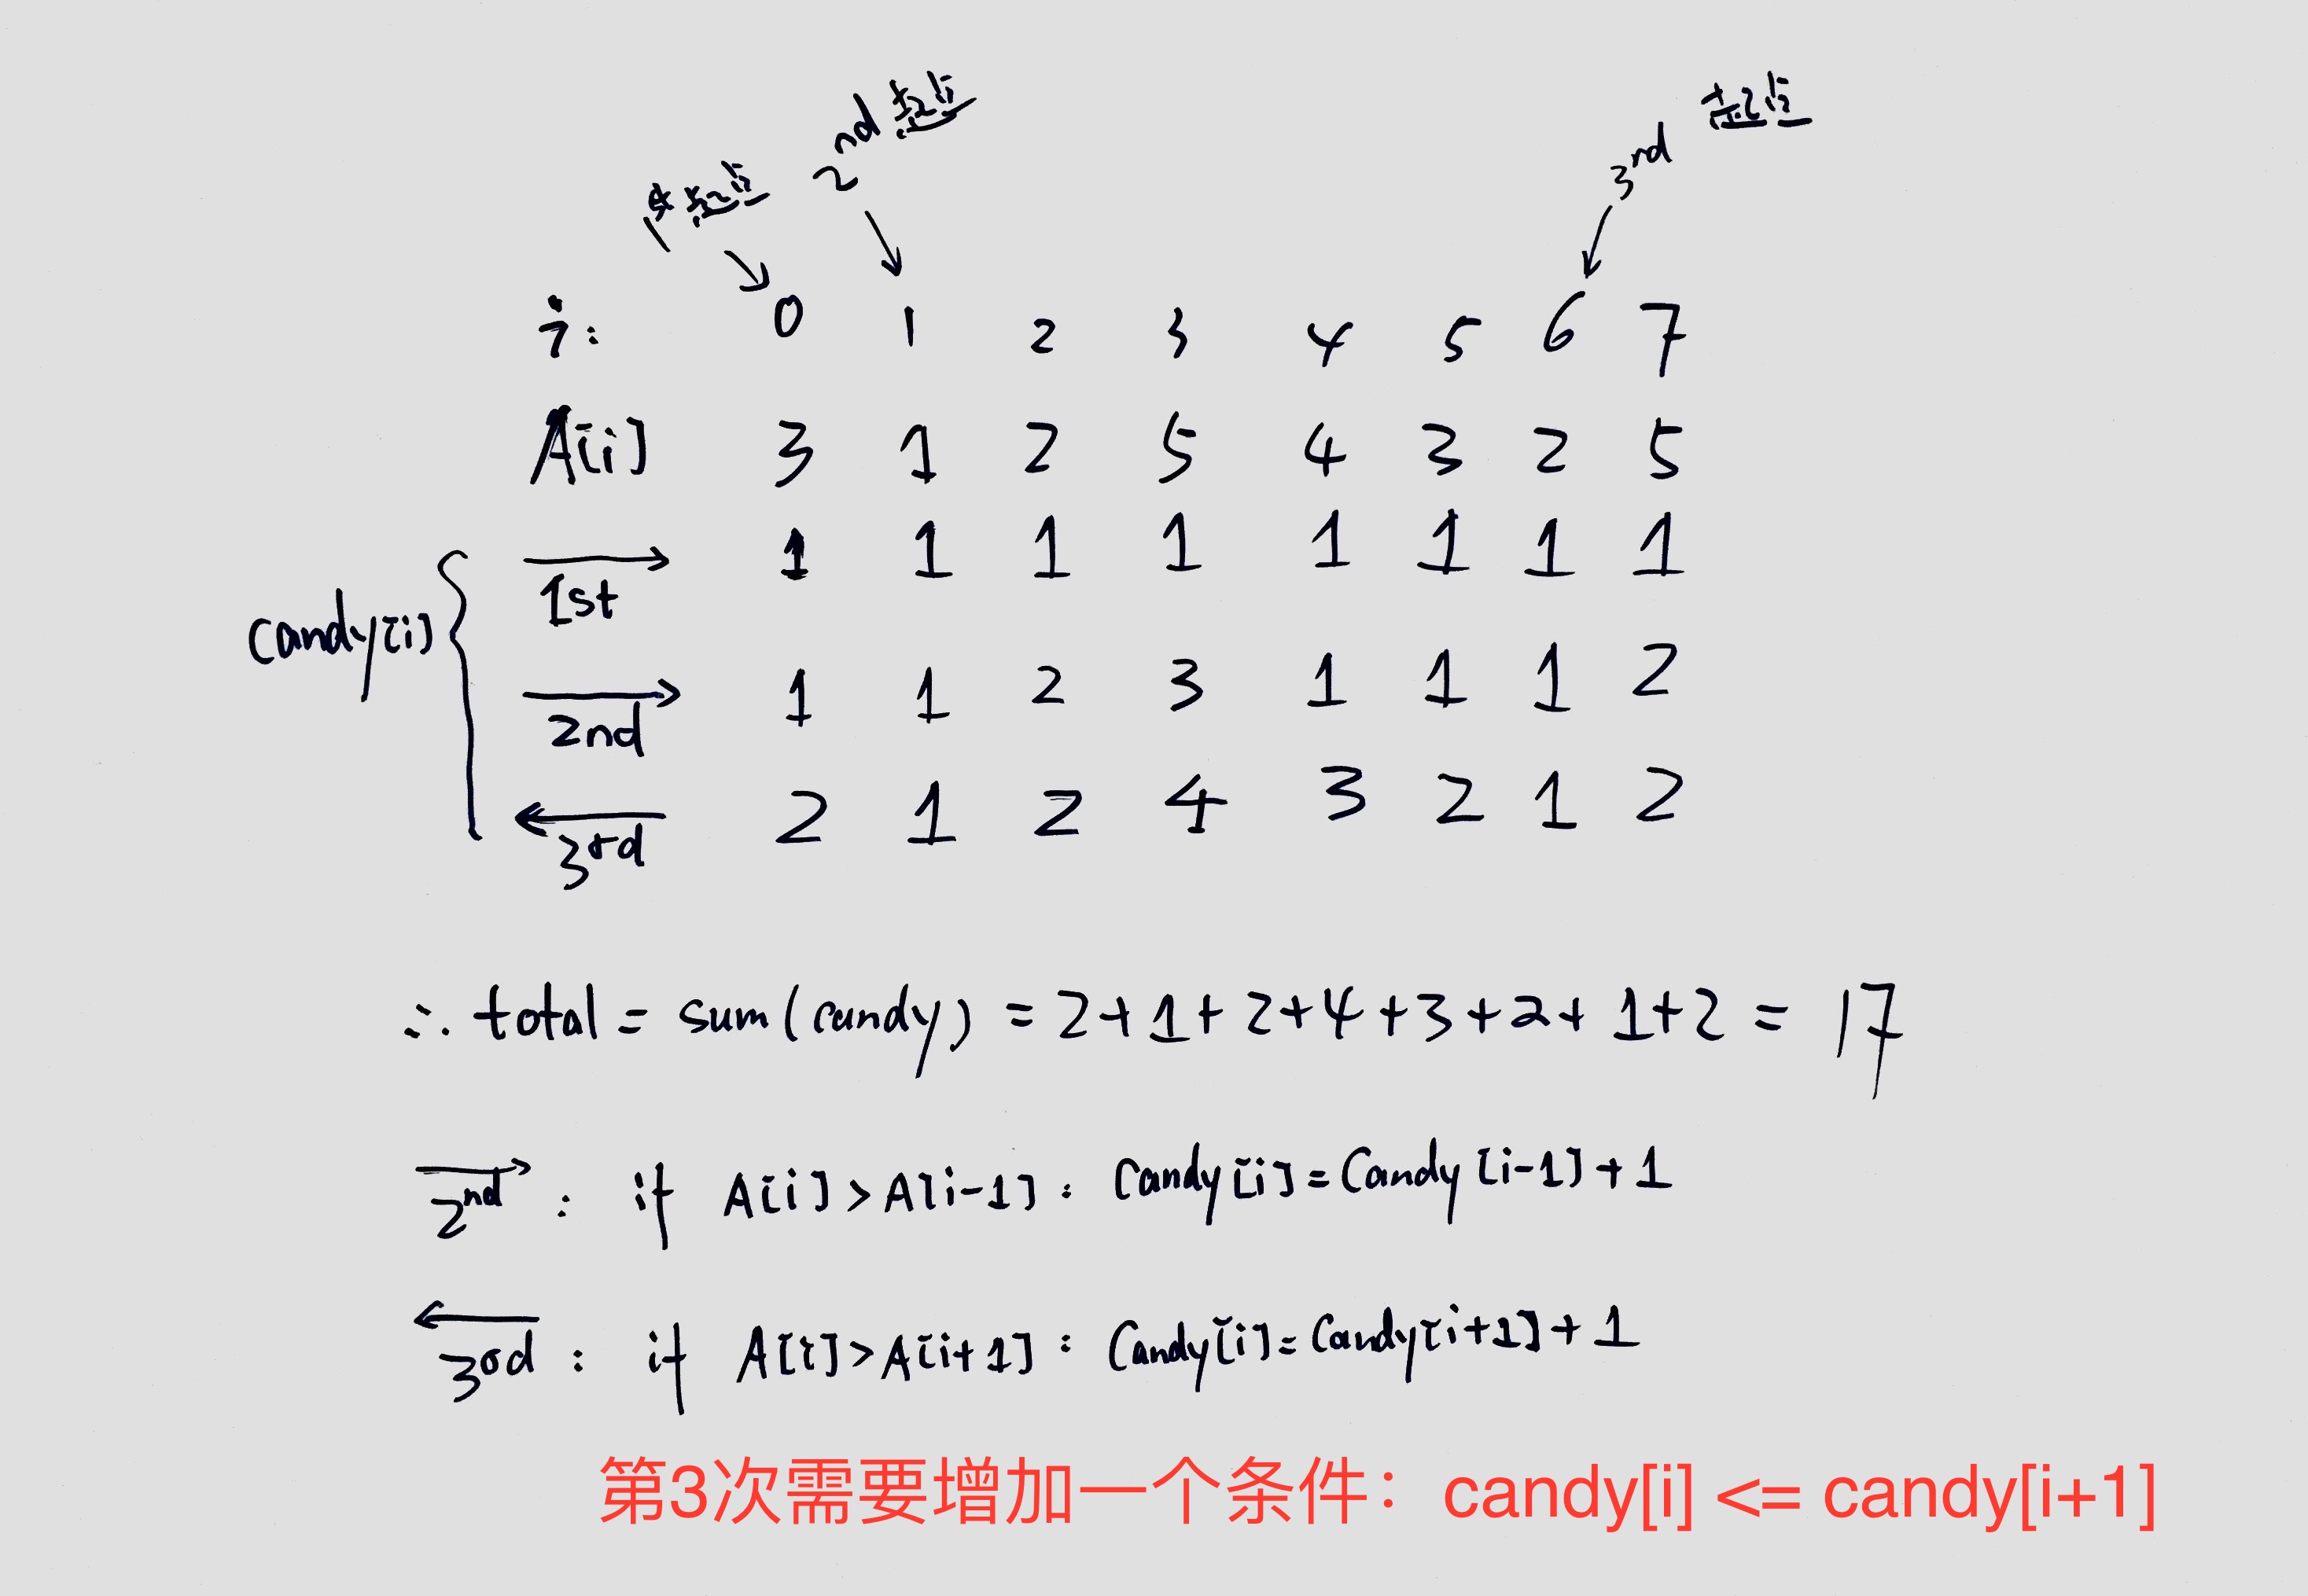 2nd 起点
3nd 起点
起点
i: 0 1 2 3 4 5 6 7
A[i] 3 1 2 5 4 3 2 5
1st 1 1 1 1 1 1 1 1
candy[i]
2nd 1 1 2 3 1 1 1 2
3rd 2 1 2 4 3 2 1 2
∴ total = sum(candy) = 2+1+2+4+3+2+1+2 = 17
2nd : if A[i]>A[i-1] : Candy[i]=Candy[i-1]+1
3rd : if A[i]>A[i+1] : Candy[i]=Candy[i+1]+1
第3次需要增加一个条件：candy[i] <= candy[i+1]